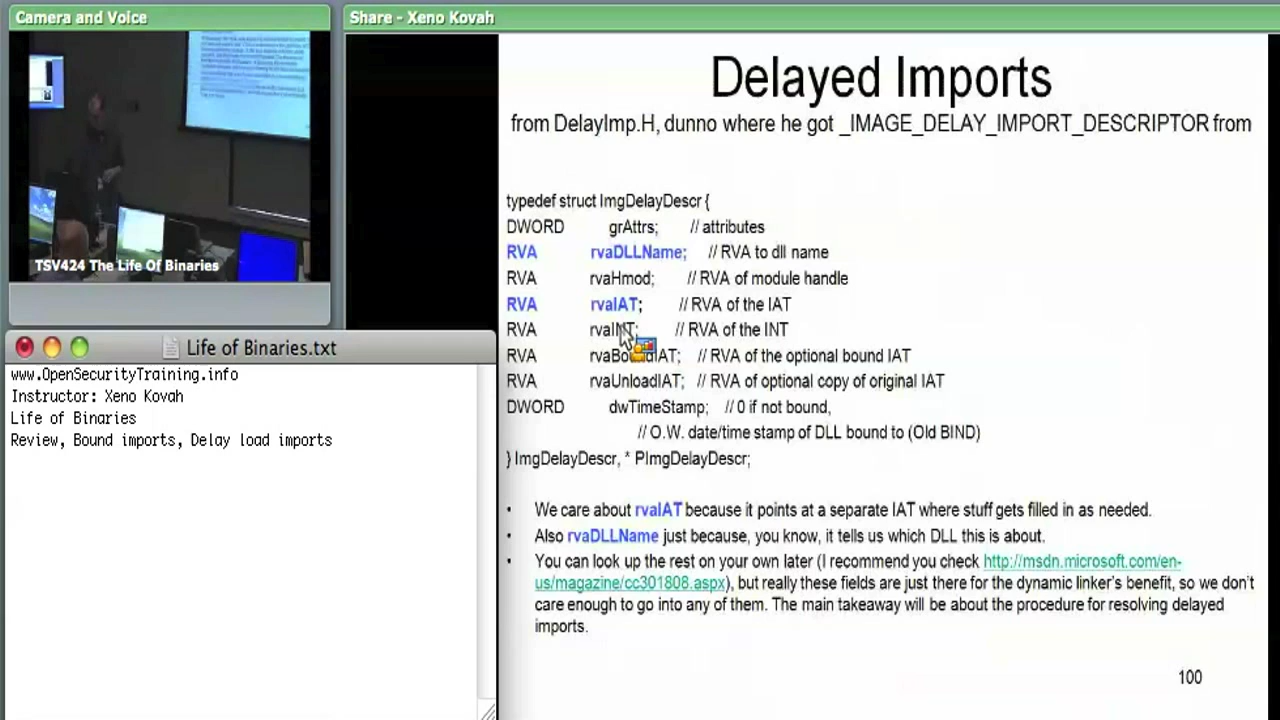 Camera and Voice
TSV424 The Life Of Binaries
Life of Binaries.txt
www.OpenSecurityTraining.info
Instructor: Xeno Kovah
Life of Binaries
Review, Bound imports, Delay load imports
Share - Xeno Kovah
Delayed Imports
from DelayImp.H, dunno where he got _IMAGE_DELAY_IMPORT_DESCRIPTOR from
typedef struct ImgDelayDescr {
DWORD grAttrs; // attributes
RVA rvaDLLName; // RVA to dll name
RVA rvaHmod; // RVA of module handle
RVA rvaIAT; // RVA of the IAT
RVA rvaINT; // RVA of the INT
RVA rvaBoundIAT; // RVA of the optional bound IAT
RVA rvaUnloadIAT; // RVA of optional copy of original IAT
DWORD dwTimeStamp; // 0 if not bound,
// O.W. date/time stamp of DLL bound to (Old BIND)
} ImgDelayDescr, * PImgDelayDescr;
• We care about rvaIAT because it points at a separate IAT where stuff gets filled in as needed.
• Also rvaDLLName just because, you know, it tells us which DLL this is about.
• You can look up the rest on your own later (I recommend you check http://msdn.microsoft.com/en-
us/magazine/cc301808.aspx), but really these fields are just there for the dynamic linker's benefit, so we don't
care enough to go into any of them. The main takeaway will be about the procedure for resolving delayed
imports.
100